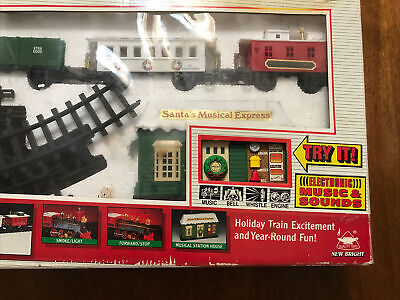 Santa's Musical Express
TRY IT!
(((ELECTRONIC)))
MUSIC &
SOUNDS
MUSIC BELL WHISTLE ENGINE
SMOKE/LIGHT
FORWARD/STOP
MUSICAL STATION HOUSE
Holiday Train Excitement
and Year-Round Fun!
NEW BRIGHT